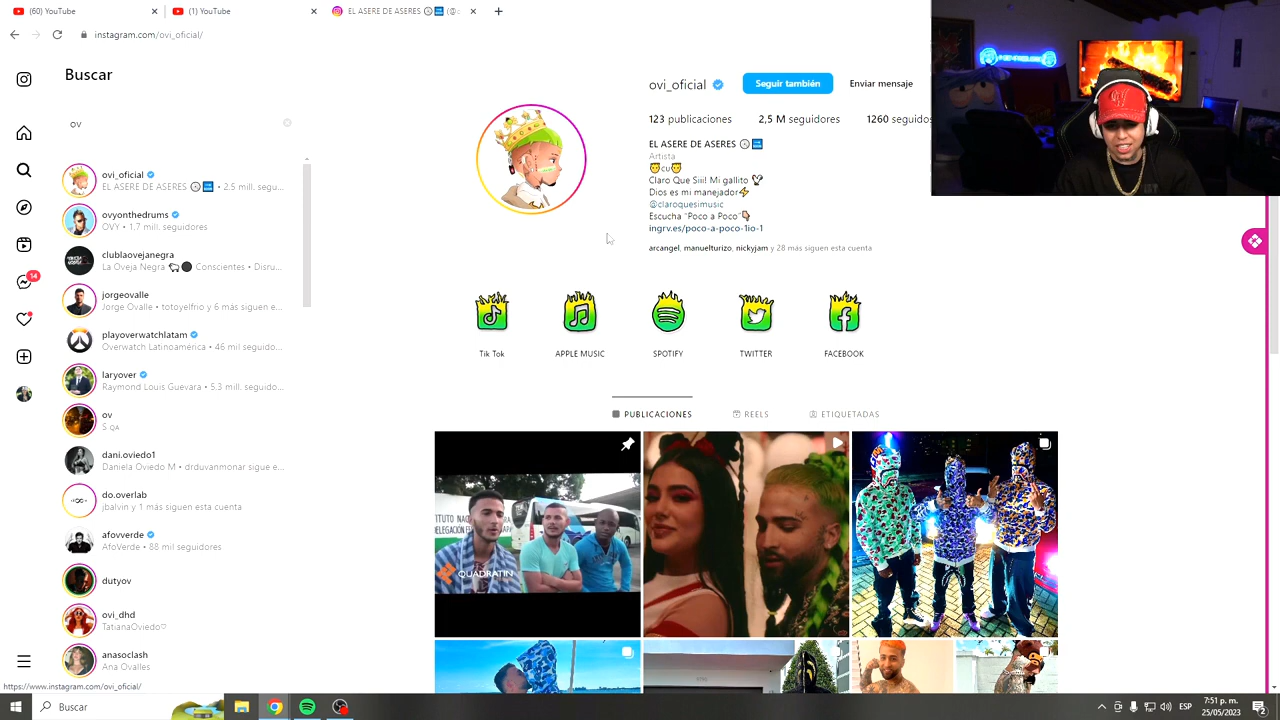 (60) YouTube
(1) YouTube
EL ASERE DE ASERES
instagram.com/ovi_oficial/
Buscar
ov
ovi_oficial
EL ASERE DE ASERES • 2.5 mill. segu...
ovyonthedrums
OVY • 1.7 mill. seguidores
clublaovejanegra
La Oveja Negra Conscientes • Disru...
jorgeovalle
Jorge Ovalle • totoyelfrio y 6 más siguen e...
playoverwatchlatam
Overwatch Latinoamérica • 46 mil seguido...
laryover
Raymond Louis Guevara • 5.3 mill. seguido...
ov
S. QA
dani.oviedo1
Daniela Oviedo M • drduvanmonar sigue e...
do.overlab
jbalvin y 1 más siguen esta cuenta
afovverde
AfoVerde • 88 mil seguidores
dutyov
ovi_dhd
TatianaOviedo♡
anasoclash
Ana Ovalles
14
ovi_oficial
Seguir también
Enviar mensaje
123 publicaciones
2,5 M seguidores
1260 seguidos
EL ASERE DE ASERES
Artista
cu
Claro Que Siii! Mi gallito
Dios es mi manejador
@claroquesimusic
Escucha "Poco a Poco"
ingrv.es/poco-a-poco-1io-1
arcangel, manuelturizo, nickyjam y 28 más siguen esta cuenta
Tik Tok
APPLE MUSIC
SPOTIFY
TWITTER
FACEBOOK
PUBLICACIONES
REELS
ETIQUETADAS
QUADRATIN
https://www.instagram.com/ovi_oficial/
Buscar
ESP
7:51 p. m.
25/05/2023
2